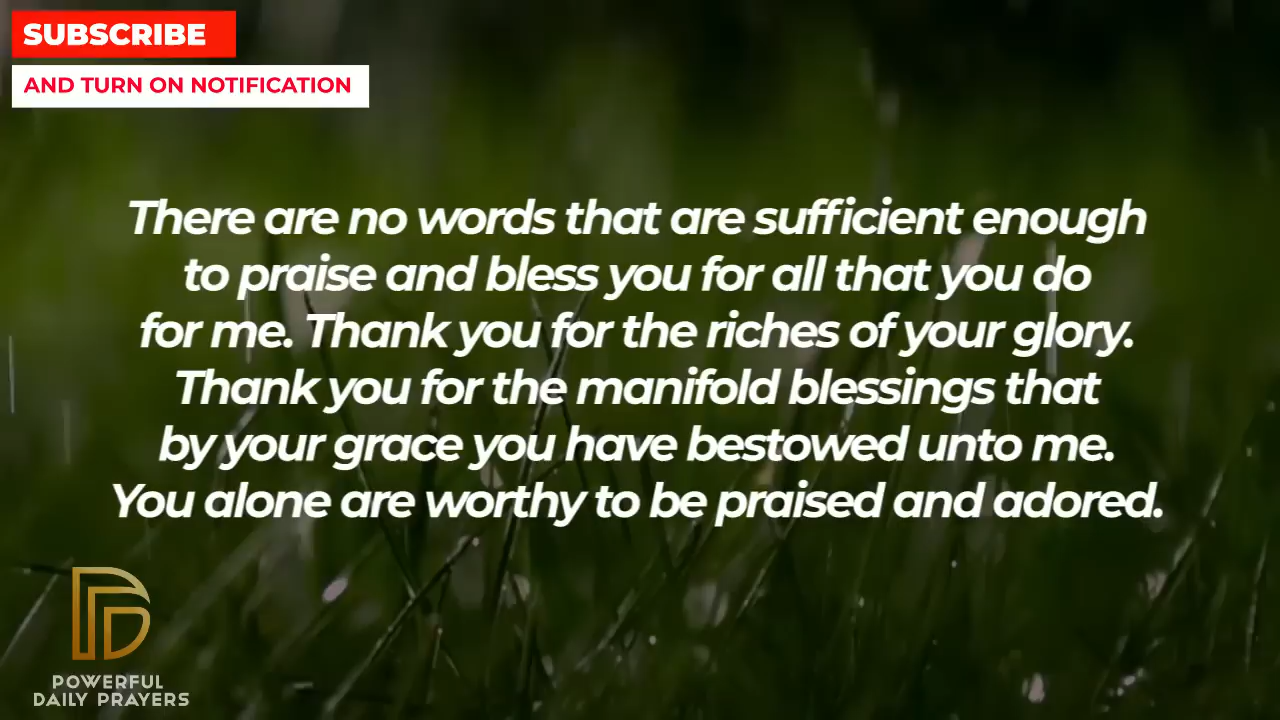 SUBSCRIBE
AND TURN ON NOTIFICATION
There are no words that are sufficient enough
to praise and bless you for all that you do
for me. Thank you for the riches of your glory.
Thank you for the manifold blessings that
by your grace you have bestowed unto me.
You alone are worthy to be praised and adored.
POWERFUL
DAILY PRAYERS